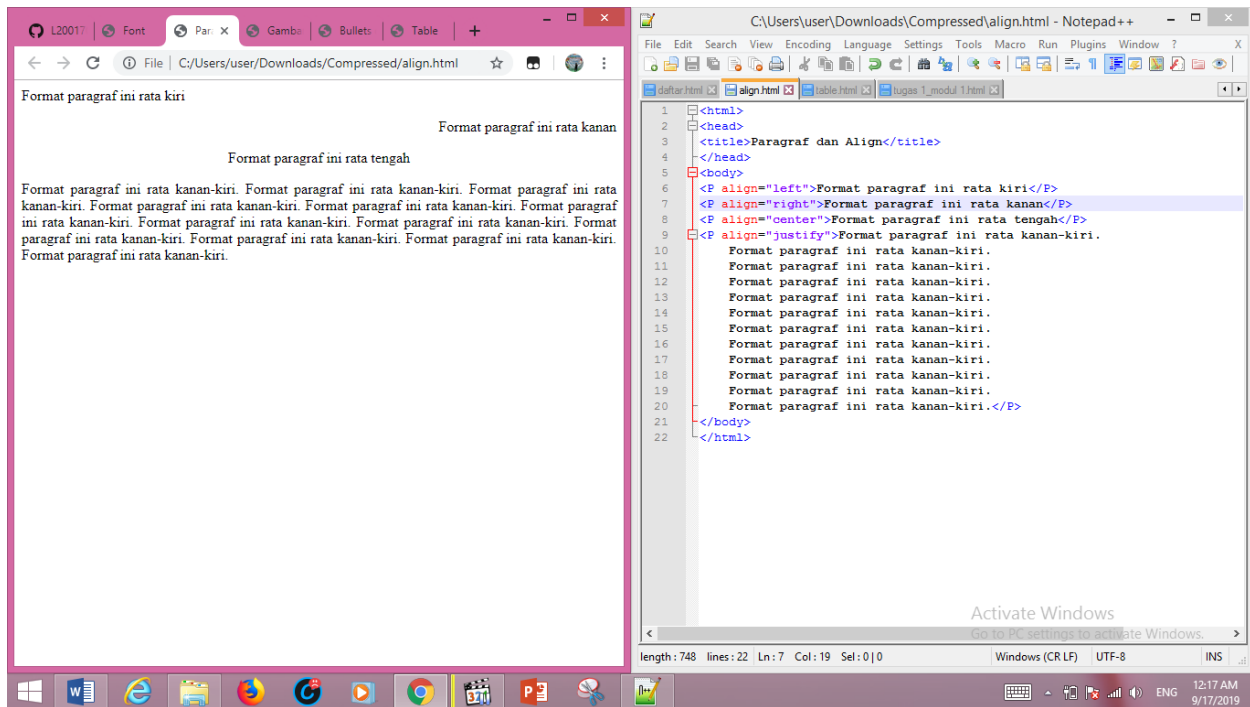 L20017
Font
Par
Gamba
Bullets
Table
File
C:/Users/user/Downloads/Compressed/align.html
Format paragraf ini rata kiri
Format paragraf ini rata kanan
Format paragraf ini rata tengah
Format paragraf ini rata kanan-kiri. Format paragraf ini rata kanan-kiri. Format paragraf ini rata
kanan-kiri. Format paragraf ini rata kanan-kiri. Format paragraf ini rata kanan-kiri. Format paragraf
ini rata kanan-kiri. Format paragraf ini rata kanan-kiri. Format paragraf ini rata kanan-kiri. Format
paragraf ini rata kanan-kiri. Format paragraf ini rata kanan-kiri. Format paragraf ini rata kanan-kiri.
Format paragraf ini rata kanan-kiri.
C:\Users\user\Downloads\Compressed\align.html - Notepad++
File Edit Search View Encoding Language Settings Tools Macro Run Plugins Window ? X
daftar.html align.html table.html tugas 1_modul 1.html
1 <html>
2 <head>
3 <title>Paragraf dan Align</title>
4 </head>
5 <body>
6 <P align="left">Format paragraf ini rata kiri</P>
7 <P align="right">Format paragraf ini rata kanan</P>
8 <P align="center">Format paragraf ini rata tengah</P>
9 <P align="justify">Format paragraf ini rata kanan-kiri.
10 Format paragraf ini rata kanan-kiri.
11 Format paragraf ini rata kanan-kiri.
12 Format paragraf ini rata kanan-kiri.
13 Format paragraf ini rata kanan-kiri.
14 Format paragraf ini rata kanan-kiri.
15 Format paragraf ini rata kanan-kiri.
16 Format paragraf ini rata kanan-kiri.
17 Format paragraf ini rata kanan-kiri.
18 Format paragraf ini rata kanan-kiri.
19 Format paragraf ini rata kanan-kiri.
20 Format paragraf ini rata kanan-kiri.</P>
21 </body>
22 </html>
Activate Windows
Go to PC settings to activate Windows.
length : 748 lines : 22 Ln : 7 Col : 19 Sel : 0 | 0 Windows (CR LF) UTF-8 INS
ENG
12:17 AM
9/17/2019